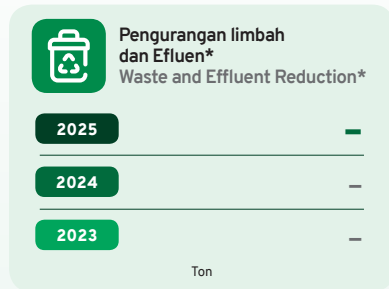 Pengurangan limbah
dan Efluen*
Waste and Effluent Reduction*
2025 –
2024 –
2023 –
Ton